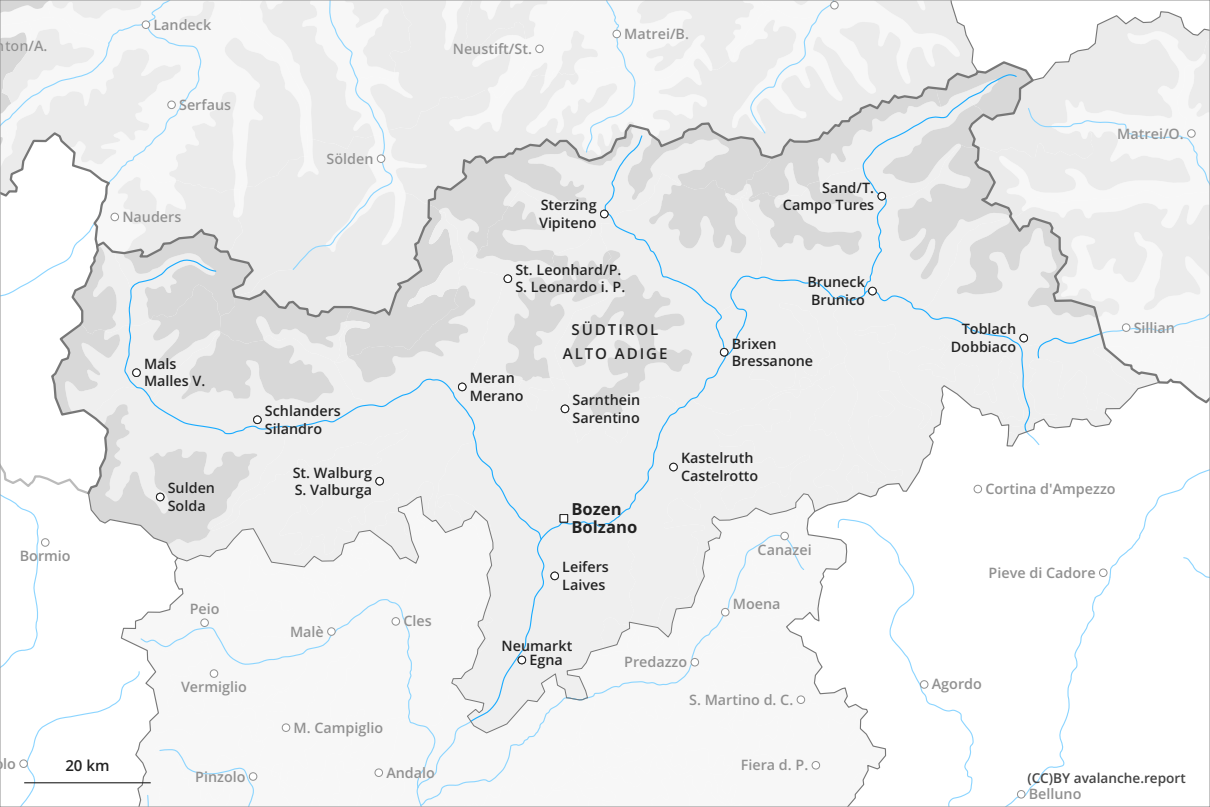 Landeck
Matrei/B.
Neustift/St.
Serfaus
Matrei/O.
Sölden
Nauders
Sand/T.
Campo Tures
Sterzing
Vipiteno
St. Leonhard/P.
S. Leonardo i. P.
Bruneck
Brunico
SÜDTIROL
ALTO ADIGE
Toblach
Dobbiaco
Sillian
Brixen
Bressanone
Mals
Malles V.
Meran
Merano
Schlanders
Silandro
Sarnthein
Sarentino
Kastelruth
Castelrotto
St. Walburg
S. Valburga
Sulden
Solda
Cortina d'Ampezzo
Bozen
Bolzano
Bormio
Canazei
Leifers
Laives
Pieve di Cadore
Peio
Malè
Cles
Moena
Neumarkt
Egna
Predazzo
Vermiglio
Agordo
S. Martino d. C.
M. Campiglio
20 km
Pinzolo
Andalo
Fiera d. P.
(CC)BY avalanche.report
Belluno